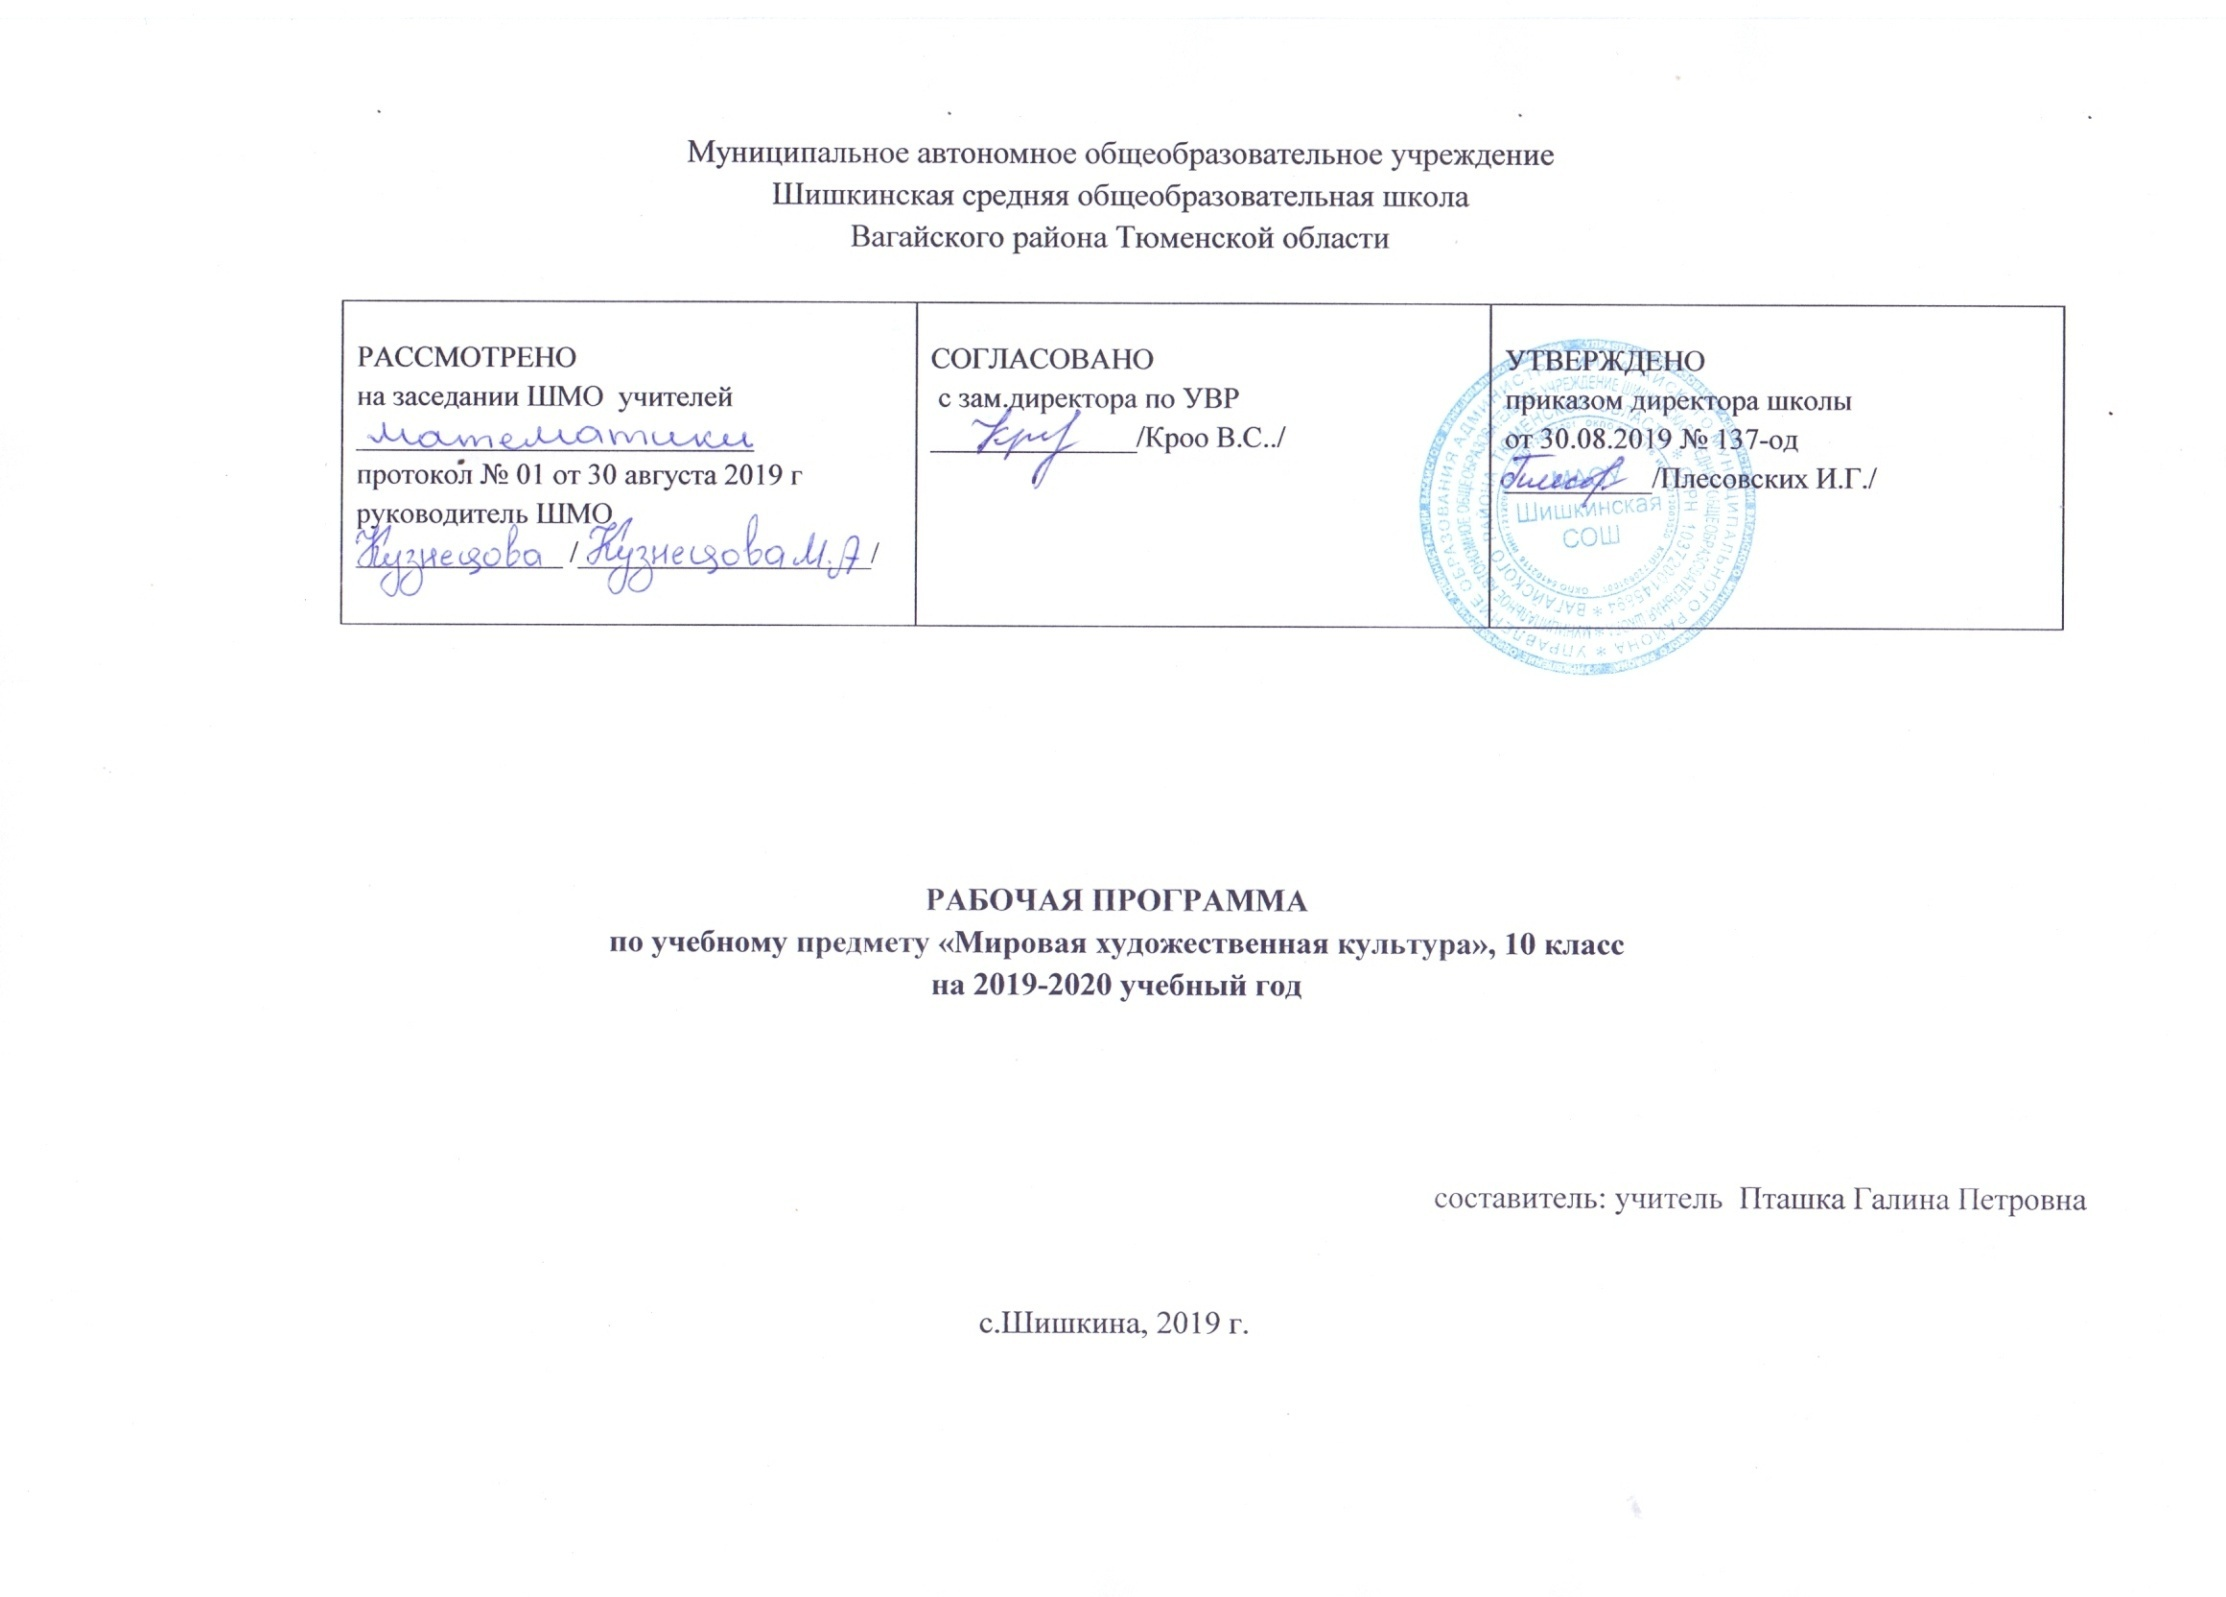 Муниципальное автономное общеобразовательное учреждение
Шишкинская средняя общеобразовательная школа
Вагайского района Тюменской области
РАССМОТРЕНО
на заседании ШМО  учителей
математики
протокол № 01 от 30 августа 2019 г
руководитель ШМО
Кузнецова / Кузнецова М.А /
СОГЛАСОВАНО
с зам.директора по УВР
/Кроо В.С../
УТВЕРЖДЕНО
приказом директора школы
от 30.08.2019 № 137-од
/Плесовских И.Г./
Шишкинская
СОШ
РАБОЧАЯ ПРОГРАММА
по учебному предмету «Мировая художественная культура», 10 класс
на 2019-2020 учебный год
составитель: учитель  Пташка Галина Петровна
с.Шишкина, 2019 г.